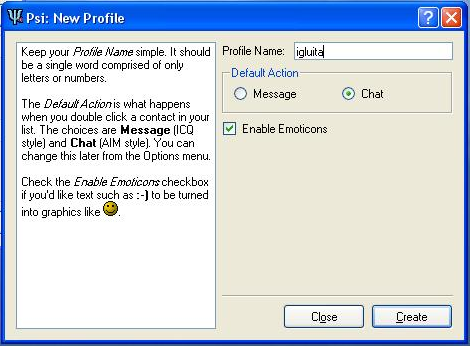 Psi: New Profile
Keep your Profile Name simple. It should
be a single word comprised of only
letters or numbers.
The Default Action is what happens
when you double click a contact in your
list. The choices are Message (ICQ
style) and Chat (AIM style). You can
change this later from the Options menu.
Check the Enable Emoticons checkbox
if you'd like text such as :-) to be turned
into graphics like .
Profile Name: igluita
Default Action
Message Chat
Enable Emoticons
Close Create